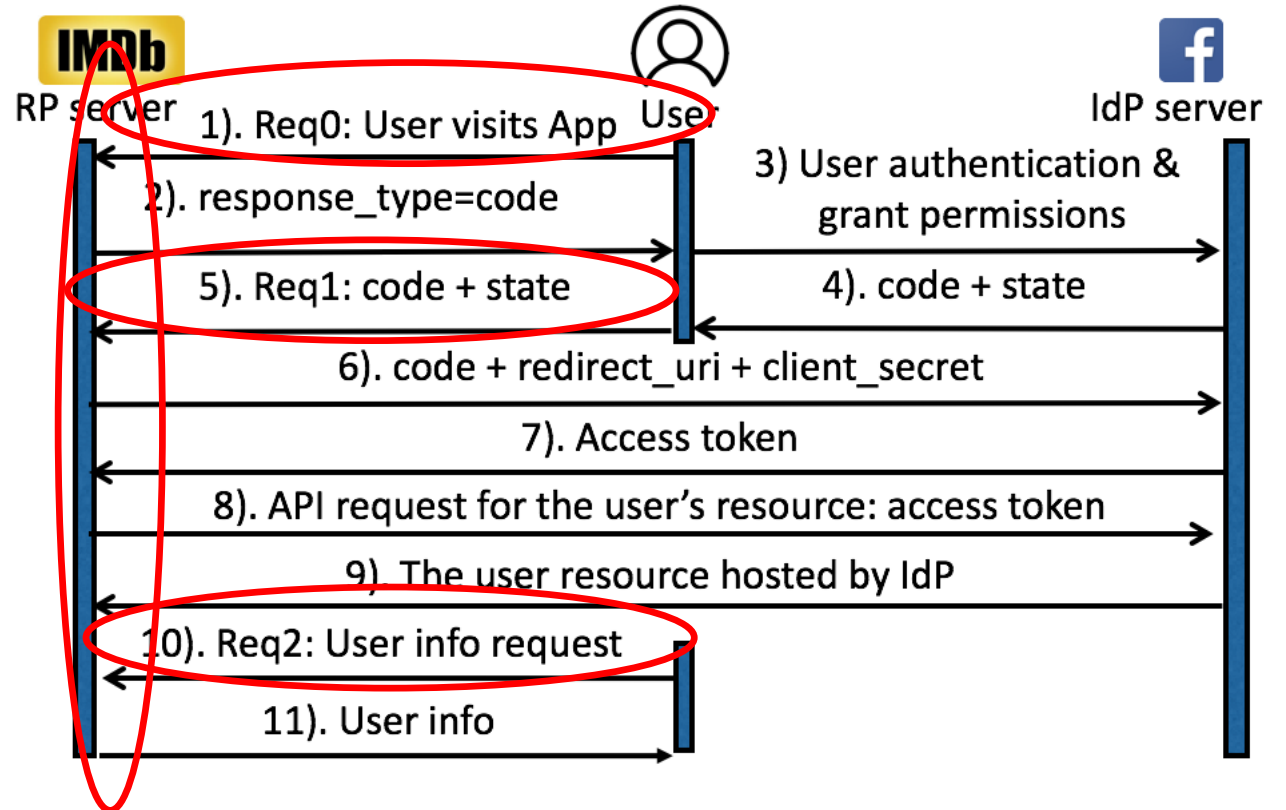 IMDb
f
RP server
User
IdP server
1). Req0: User visits App
3) User authentication &
grant permissions
2). response_type=code
5). Req1: code + state
4). code + state
6). code + redirect_uri + client_secret
7). Access token
8). API request for the user’s resource: access token
9). The user resource hosted by IdP
10). Req2: User info request
11). User info